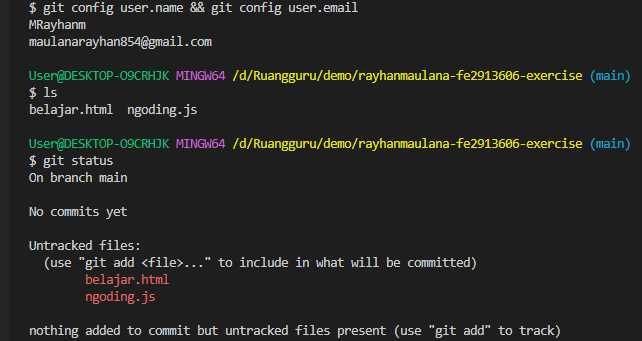 $ git config user.name && git config user.email
MRayhanm
maulanarayhan854@gmail.com

User@DESKTOP-O9CRHJK MINGW64 /d/Ruangguru/demo/rayhanmaulana-fe2913606-exercise (main)
$ ls
belajar.html  ngoding.js

User@DESKTOP-O9CRHJK MINGW64 /d/Ruangguru/demo/rayhanmaulana-fe2913606-exercise (main)
$ git status
On branch main

No commits yet

Untracked files:
  (use "git add <file>..." to include in what will be committed)
        belajar.html
        ngoding.js

nothing added to commit but untracked files present (use "git add" to track)